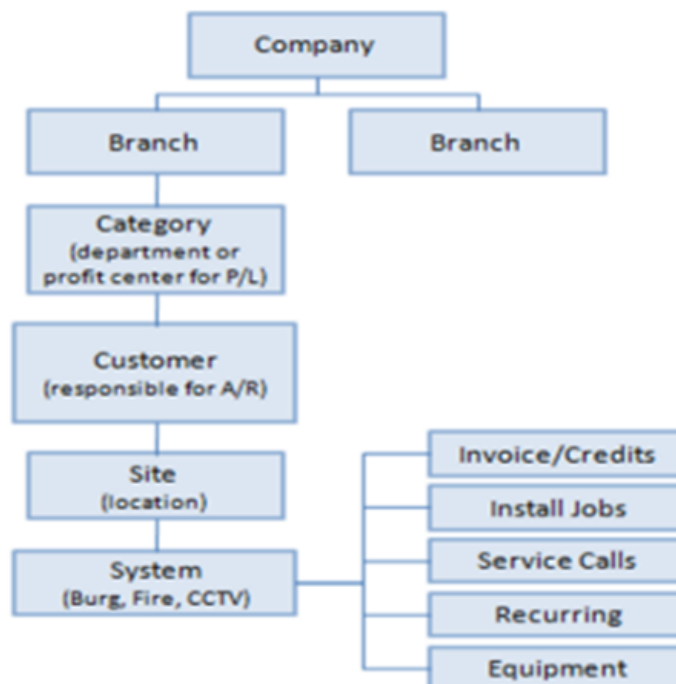 Company
Branch
Branch
Category
(department or
profit center for P/L)
Customer
(responsible for A/R)
Site
(location)
System
(Burg, Fire, CCTV)
Invoice/Credits
Install Jobs
Service Calls
Recurring
Equipment